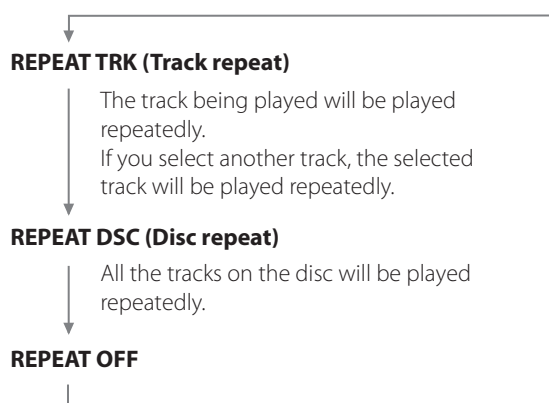 REPEAT TRK (Track repeat)
The track being played will be played
repeatedly.
If you select another track, the selected
track will be played repeatedly.
REPEAT DSC (Disc repeat)
All the tracks on the disc will be played
repeatedly.
REPEAT OFF